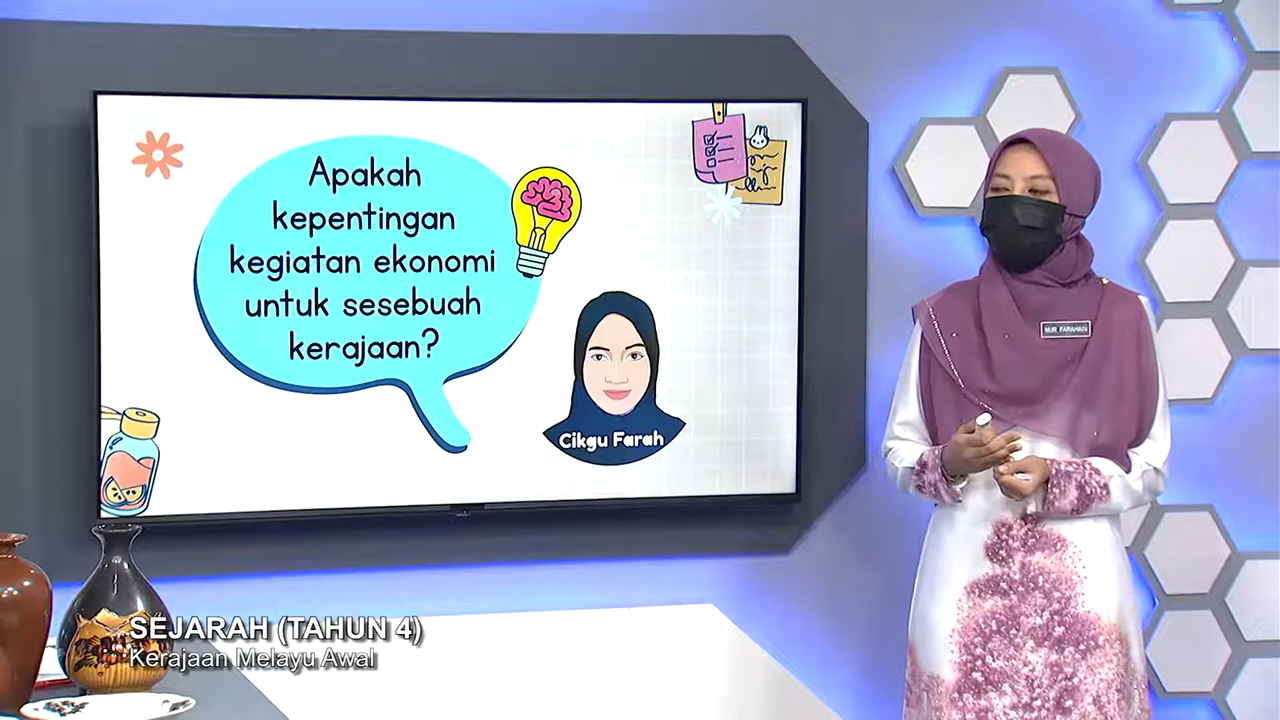 Apakah
kepentingan
kegiatan ekonomi
untuk sesebuah
kerajaan?
Cikgu Farah
NUR FARAHAIN
SEJARAH (TAHUN 4)
Kerajaan Melayu Awal